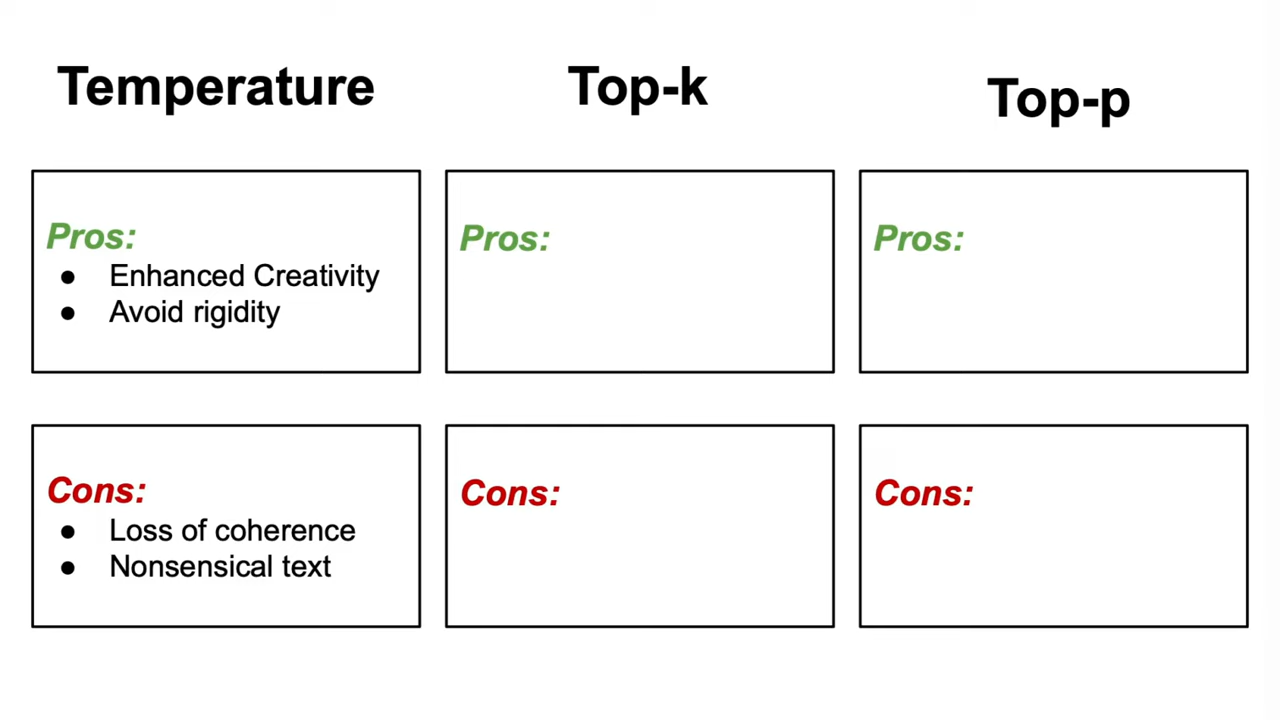 Temperature
Top-k
Top-p
Pros:
● Enhanced Creativity
● Avoid rigidity
Pros:
Pros:
Cons:
● Loss of coherence
● Nonsensical text
Cons:
Cons: